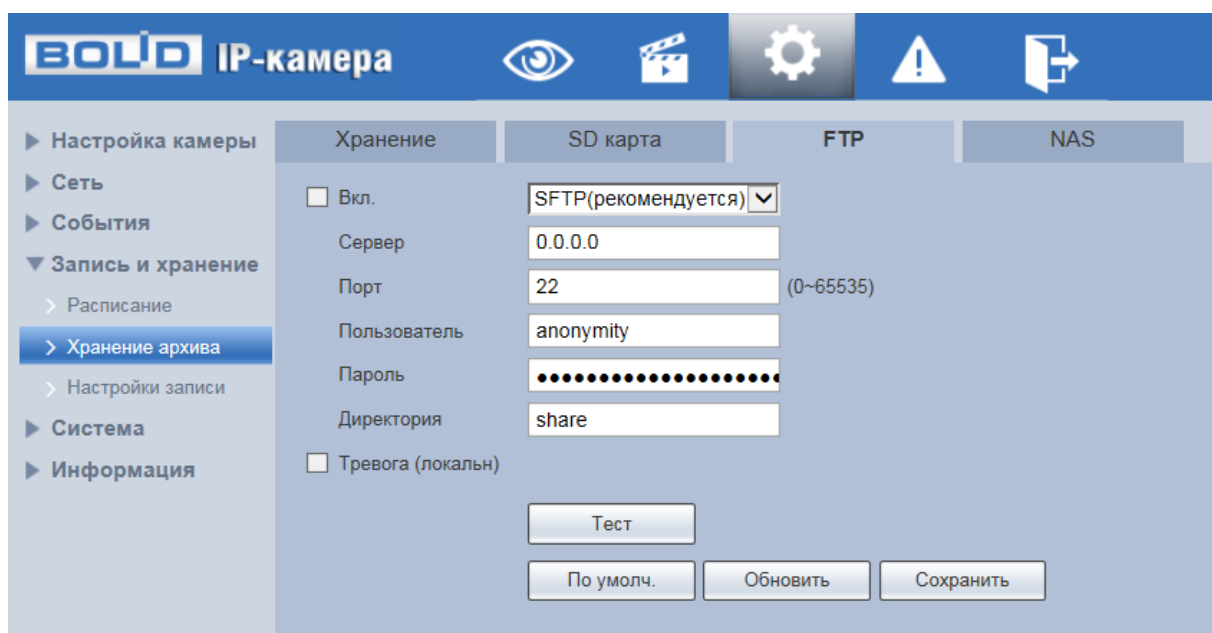 BOLID IP-камера
Настройка камеры
Сеть
События
Запись и хранение
Расписание
Хранение архива
Настройки записи
Система
Информация
Хранение SD карта FTP NAS
Вкл. SFTP(рекомендуется)
Сервер 0.0.0.0
Порт 22 (0~65535)
Пользователь anonymity
Пароль ●●●●●●●●●●●●●●●●●●●●
Директория share
Тревога (локальн)
Тест
По умолч. Обновить Сохранить